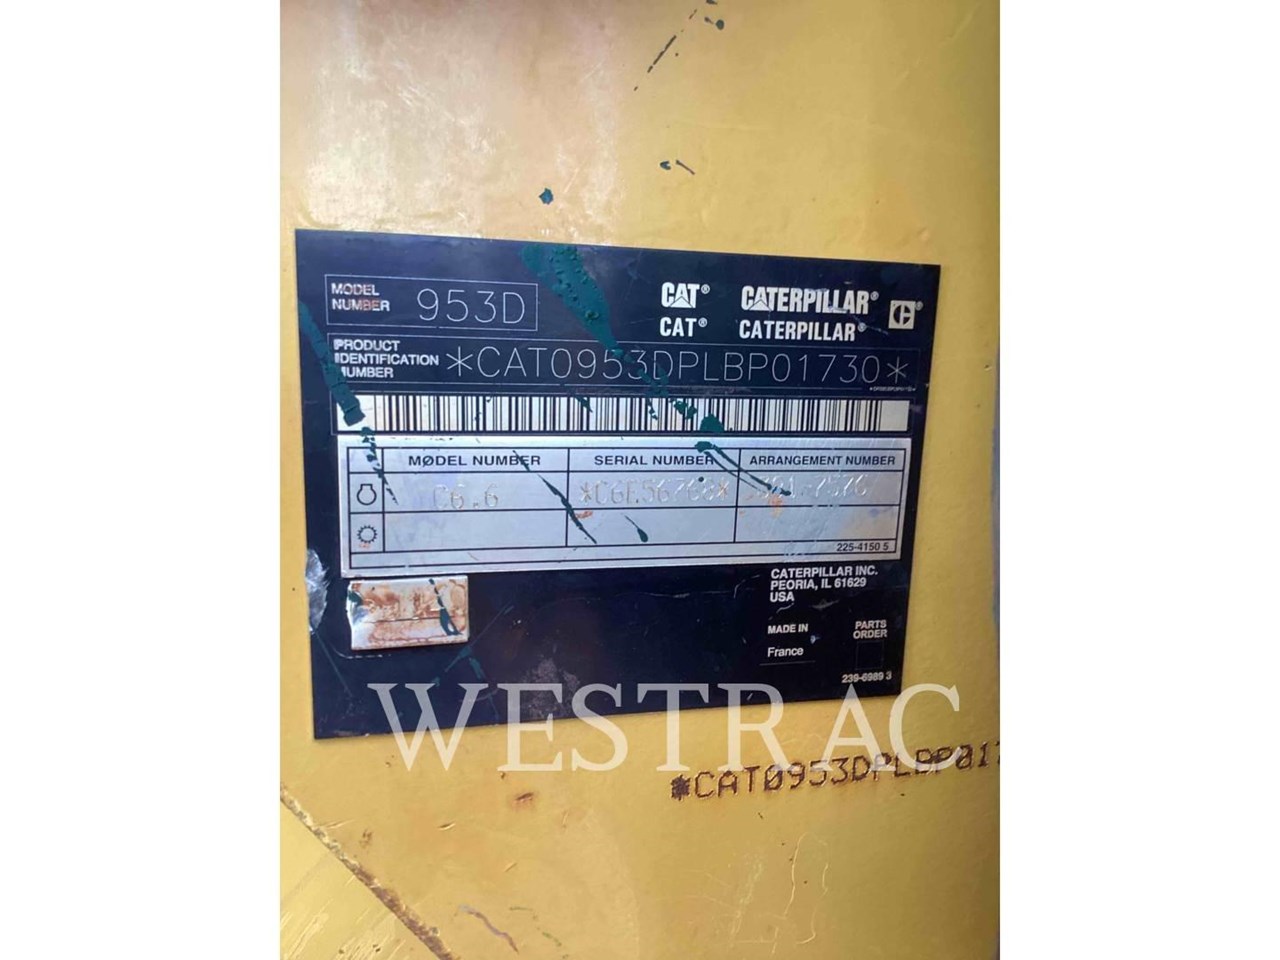 MODEL NUMBER 953D
CAT® CATERPILLAR®
CAT® CATERPILLAR®
PRODUCT IDENTIFICATION NUMBER *CAT0953DPLBP01730*
MODEL NUMBER SERIAL NUMBER ARRANGEMENT NUMBER
C6.6
225-4150 5
CATERPILLAR INC.
PEORIA, IL 61629
USA
MADE IN
France
PARTS
ORDER
239-6989 3
WESTRAC
*CAT0953DPLBP017